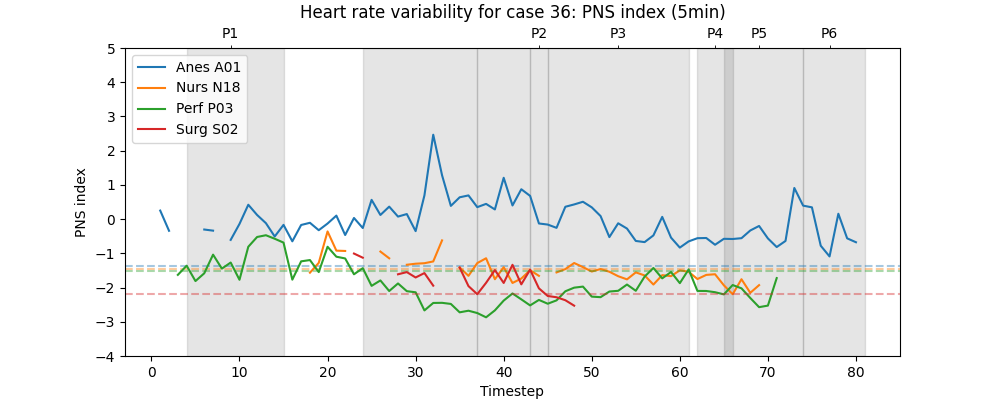 Heart rate variability for case 36: PNS index (5min)
P1 P2 P3 P4 P5 P6
Anes A01
Nurs N18
Perf P03
Surg S02
PNS index
5
4
3
2
1
0
−1
−2
−3
−4
0 10 20 30 40 50 60 70 80
Timestep